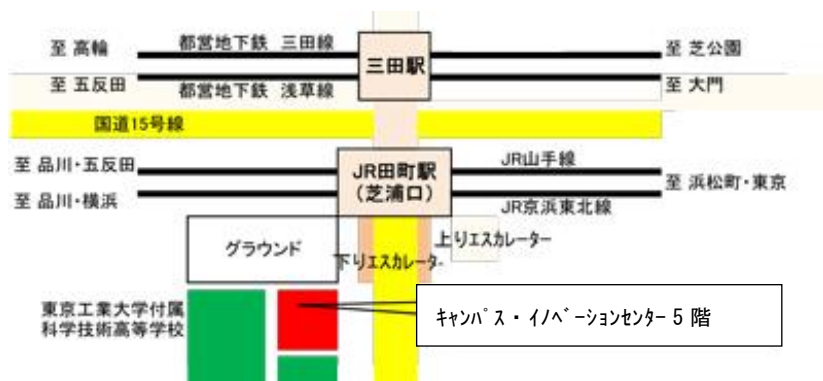 至 高輪
都営地下鉄 三田線
三田駅
至 芝公園
至 五反田
都営地下鉄 浅草線
至 大門
国道15号線
至 品川・五反田
JR田町駅
(芝浦口)
JR山手線
至 浜松町・東京
至 品川・横浜
JR京浜東北線
グラウンド
下りエスカレータ-
上りエスカレーター
東京工業大学付属
科学技術高等学校
キャンパス・イノベーションセンター 5 階